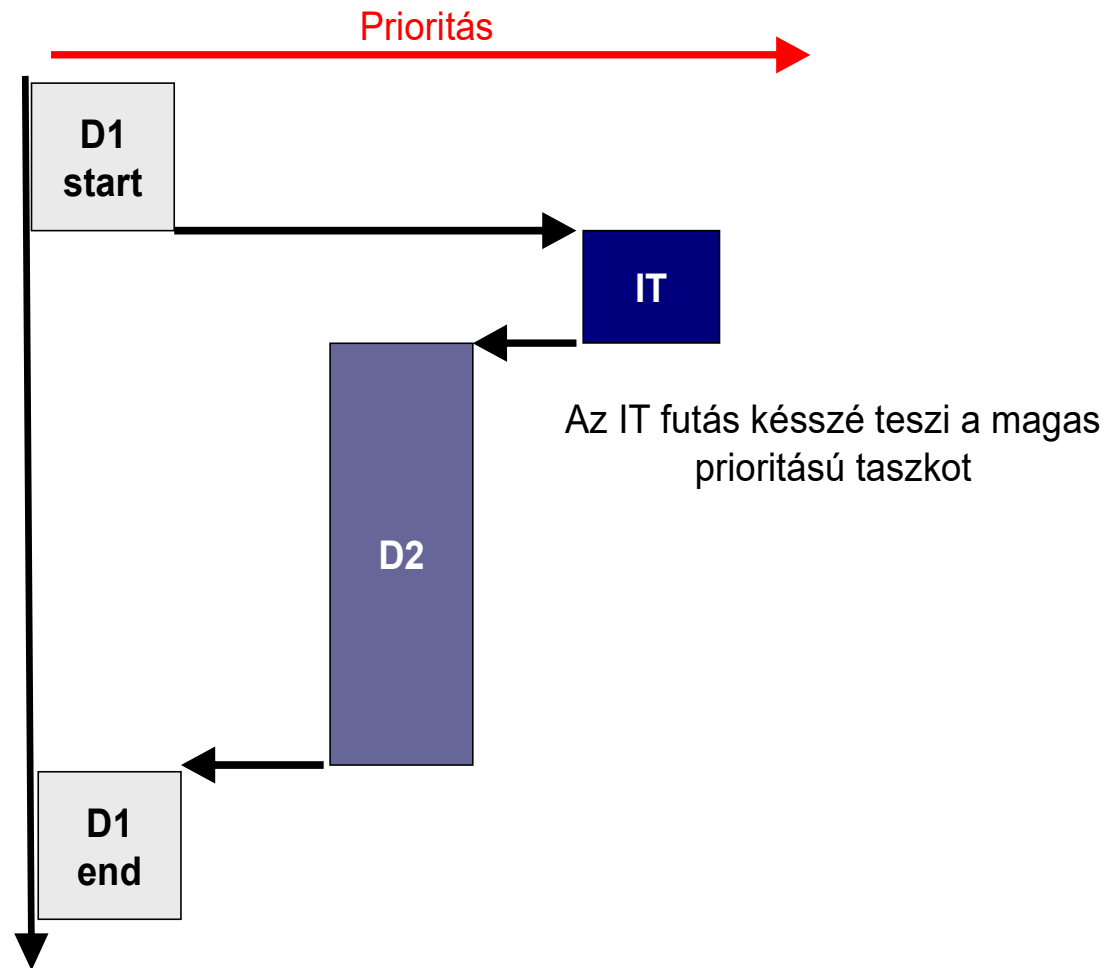 Prioritás
D1
start
IT
Az IT futás késszé teszi a magas
prioritású taszkot
D2
D1
end